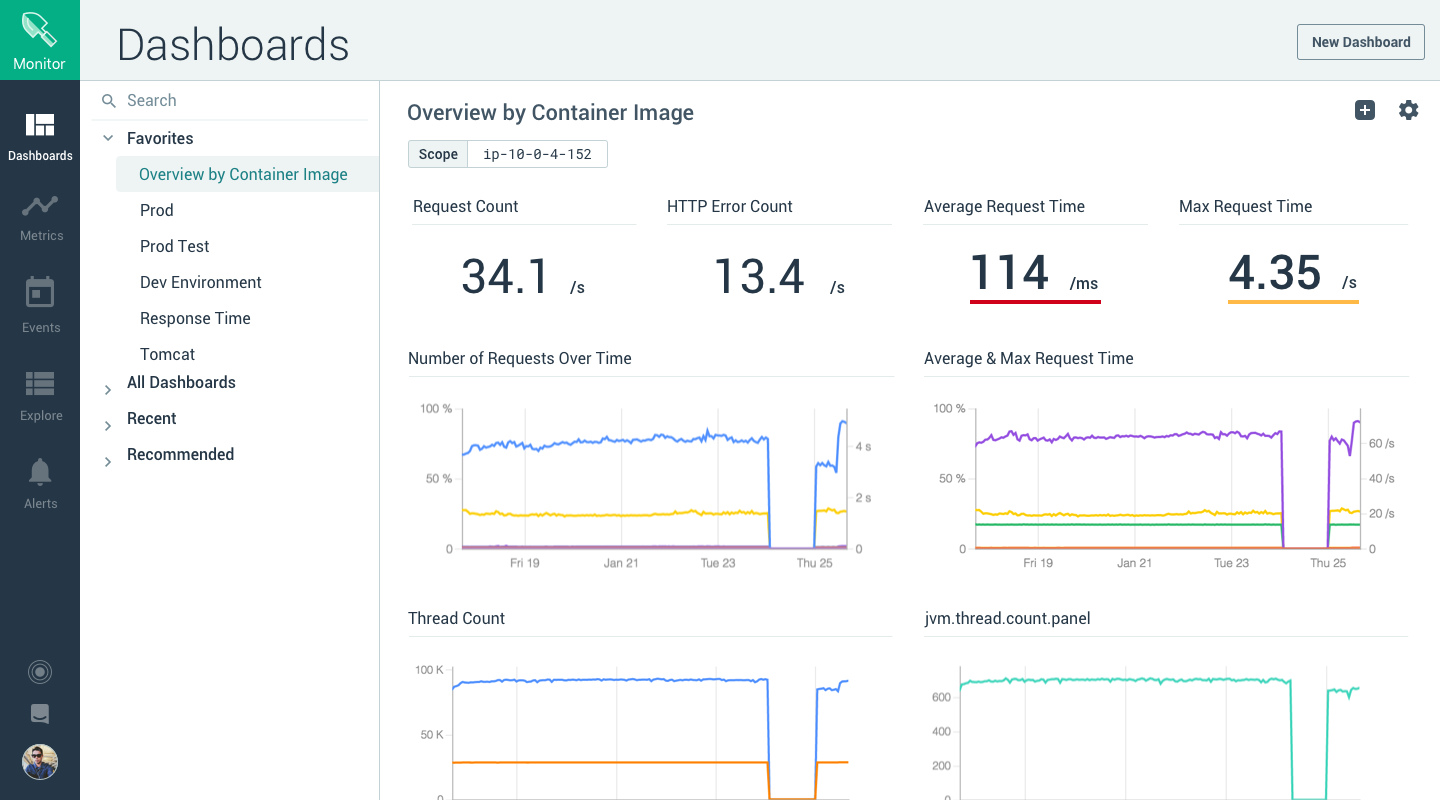 Monitor
Dashboards
New Dashboard
Dashboards
Metrics
Events
Explore
Alerts
Search
Favorites
Overview by Container Image
Prod
Prod Test
Dev Environment
Response Time
Tomcat
All Dashboards
Recent
Recommended
Overview by Container Image
Scope ip-10-0-4-152
Request Count
34.1 /s
HTTP Error Count
13.4 /s
Average Request Time
114 /ms
Max Request Time
4.35 /s
Number of Requests Over Time
100 %
50 %
0
4 s
2 s
0
Fri 19 Jan 21 Tue 23 Thu 25
Average & Max Request Time
100 %
50 %
0
60 /s
40 /s
20 /s
0
Fri 19 Jan 21 Tue 23 Thu 25
Thread Count
100 K
50 K
0
jvm.thread.count.panel
600
400
200
0